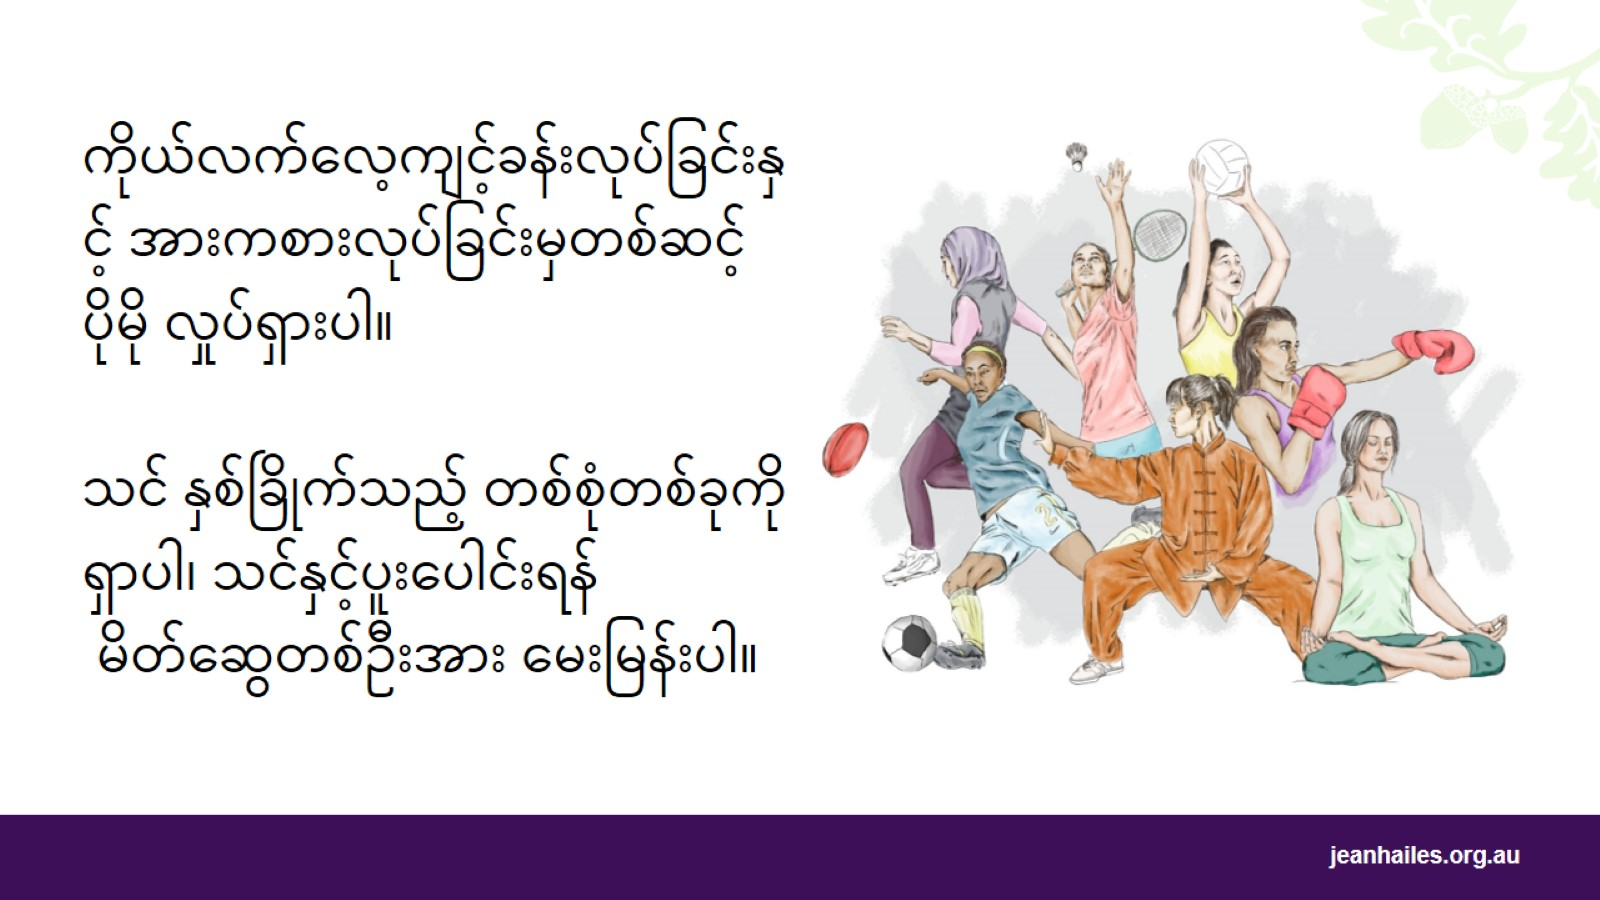 ကိုယ်လက်လေ့ကျင့်ခန်းလုပ်ခြင်းနှ
င့် အားကစားလုပ်ခြင်းမှတစ်ဆင့်
ပိုမို လှုပ်ရှားပါ။
သင် နှစ်ခြိုက်သည့် တစ်စုံတစ်ခုကို
ရှာပါ၊ သင်နှင့်ပူးပေါင်းရန်
မိတ်ဆွေတစ်ဦးအား မေးမြန်းပါ။
2
jeanhailes.org.au